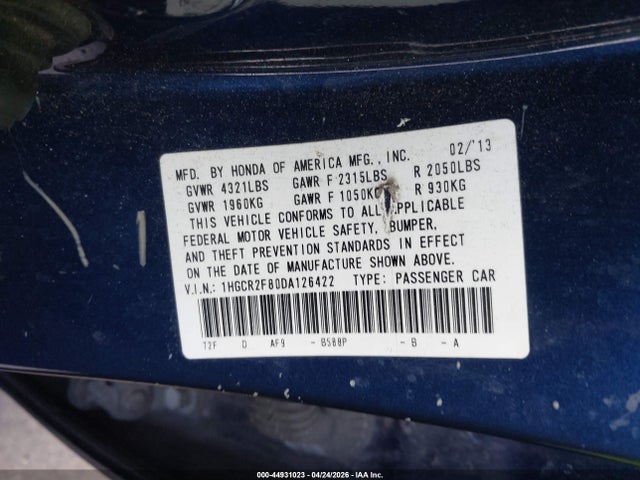 MFD. BY HONDA OF AMERICA MFG., INC. 02/'13
GVWR 4321LBS GAWR F 2315LBS R 2050LBS
GVWR 1960KG GAWR F 1050KG R 930KG
THIS VEHICLE CONFORMS TO ALL APPLICABLE
FEDERAL MOTOR VEHICLE SAFETY, BUMPER,
AND THEFT PREVENTION STANDARDS IN EFFECT
ON THE DATE OF MANUFACTURE SHOWN ABOVE.
V.I.N.: 1HGCR2F80DA126422 TYPE: PASSENGER CAR
T2F D AF9 - B588P - B - A
000-44931023 - 04/24/2026 - IAA Inc.